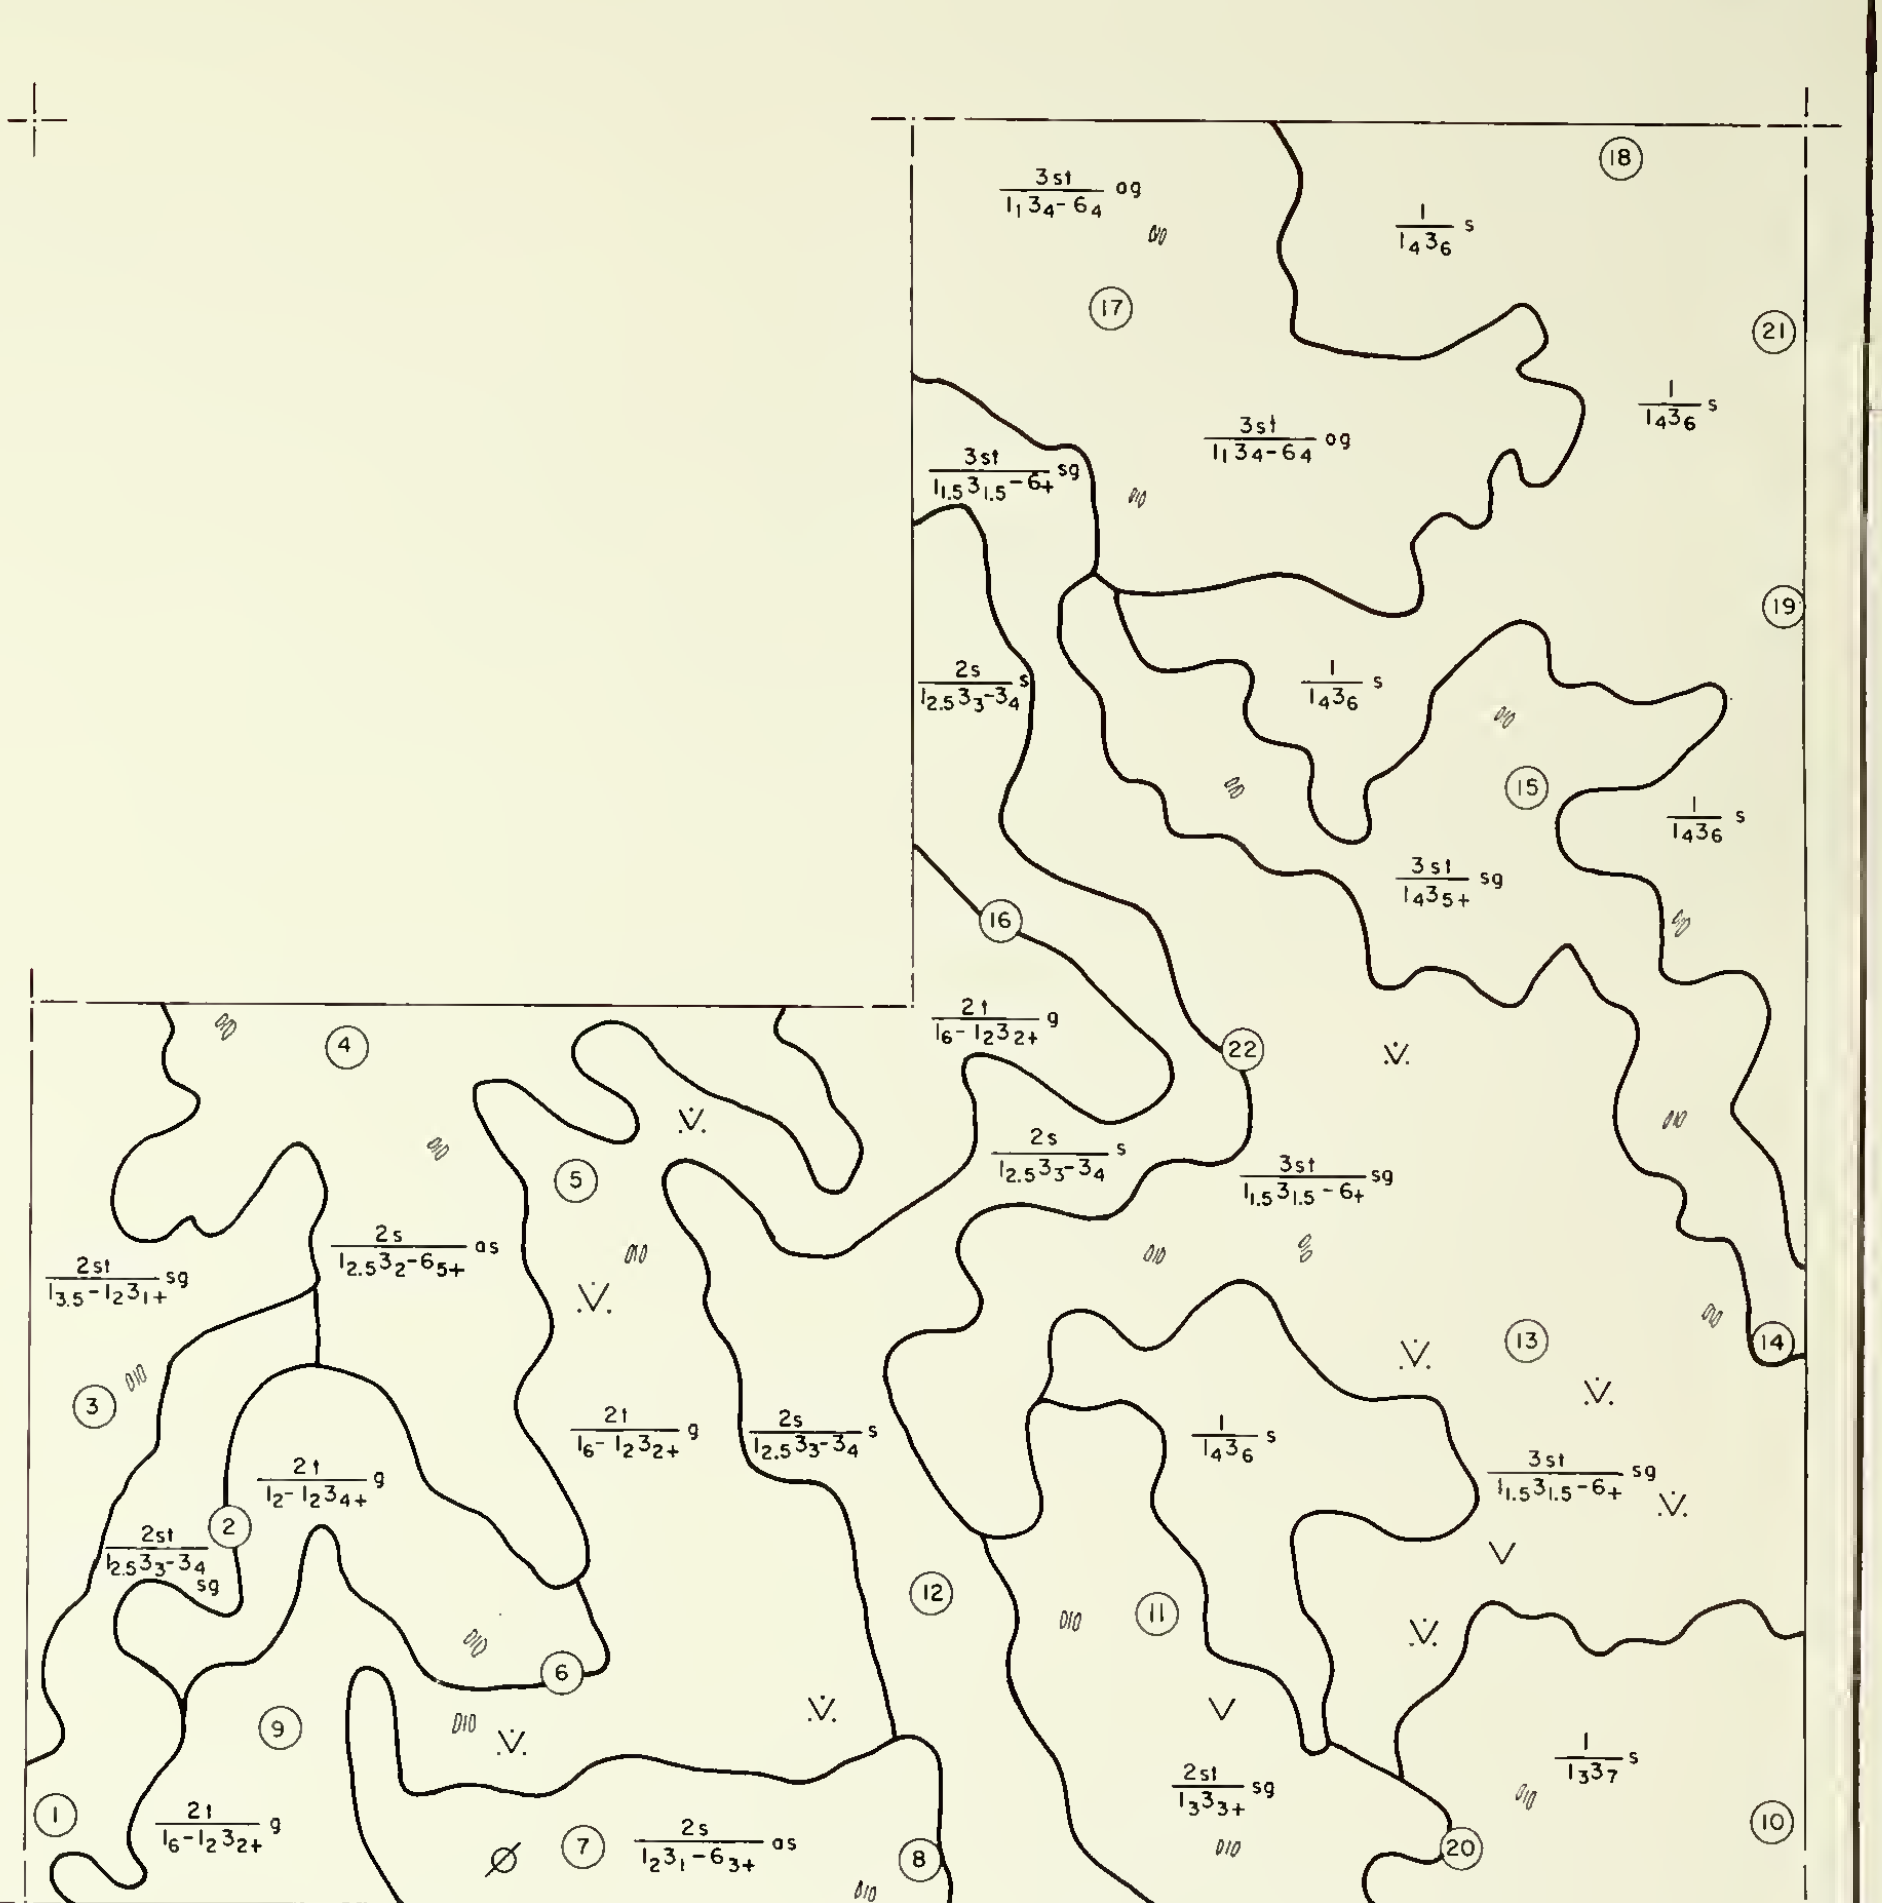 18
3st
1₁3₄-6₄ ag
1
1₄3₆ s
17
21
1
1₄3₆ s
3st
1₁3₄-6₄ ag
3st
1₁.₅3₁.₅-6₊ sg
19
2s
1₂.₅3₃-3₄ s
1
1₄3₆ s
15
1
1₄3₆ s
3st
1₄3₅₊ sg
16
2t
1₆-1₂3₂₊ g
4
22
V
V
2s
1₂.₅3₃-3₄ s
5
3st
1₁.₅3₁.₅-6₊ sg
2s
1₂.₅3₂-6₅₊ as
2st
1₃.₅-1₂3₁₊ sg
V
13
14
V
V
3
2t
1₆-1₂3₂₊ g
2s
1₂.₅3₃-3₄ s
1
1₄3₆ s
2t
1₂-1₂3₄₊ g
3st
1₁.₅3₁.₅-6₊ sg
V
2
2st
1₂.₅3₃-3₄
sg
V
12
11
V
6
9
V
V
V
1
1₃3₇ s
2st
1₃3₃₊ sg
1
2t
1₆-1₂3₂₊ g
7
2s
1₂3₁-6₃₊ as
8
20
10